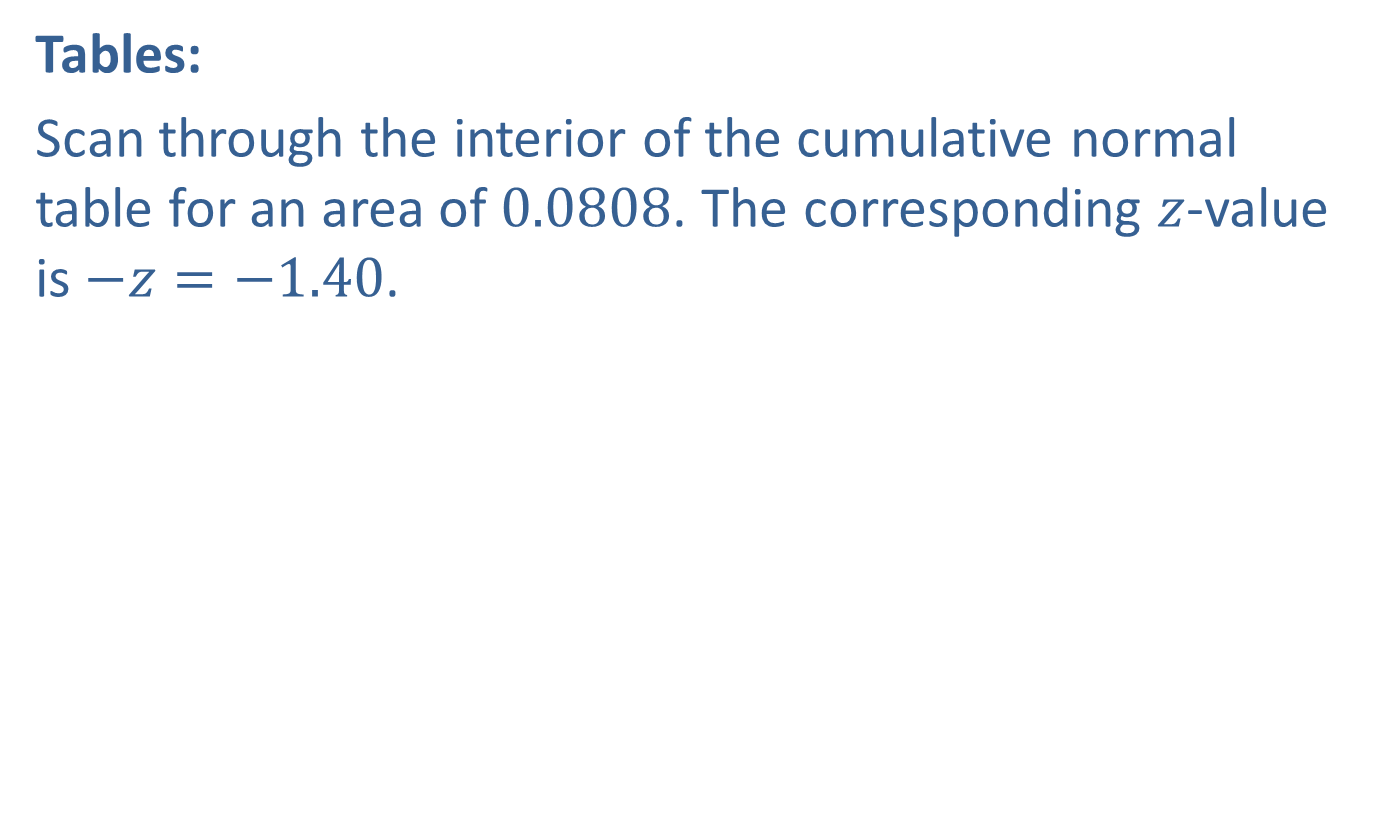 Tables:
Scan through the interior of the cumulative normal
table for an area of 0.0808. The corresponding z-value
is −z = −1.40.